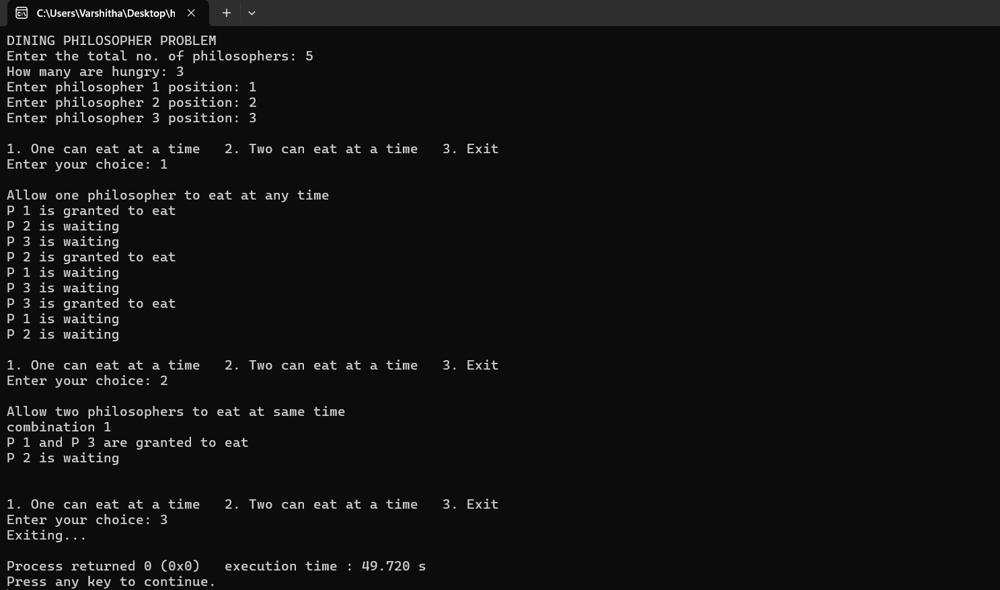 C:\Users\Varshitha\Desktop\h
DINING PHILOSOPHER PROBLEM
Enter the total no. of philosophers: 5
How many are hungry: 3
Enter philosopher 1 position: 1
Enter philosopher 2 position: 2
Enter philosopher 3 position: 3
1. One can eat at a time   2. Two can eat at a time   3. Exit
Enter your choice: 1
Allow one philosopher to eat at any time
P 1 is granted to eat
P 2 is waiting
P 3 is waiting
P 2 is granted to eat
P 1 is waiting
P 3 is waiting
P 3 is granted to eat
P 1 is waiting
P 2 is waiting
1. One can eat at a time   2. Two can eat at a time   3. Exit
Enter your choice: 2
Allow two philosophers to eat at same time
combination 1
P 1 and P 3 are granted to eat
P 2 is waiting
1. One can eat at a time   2. Two can eat at a time   3. Exit
Enter your choice: 3
Exiting...
Process returned 0 (0x0)   execution time : 49.720 s
Press any key to continue.